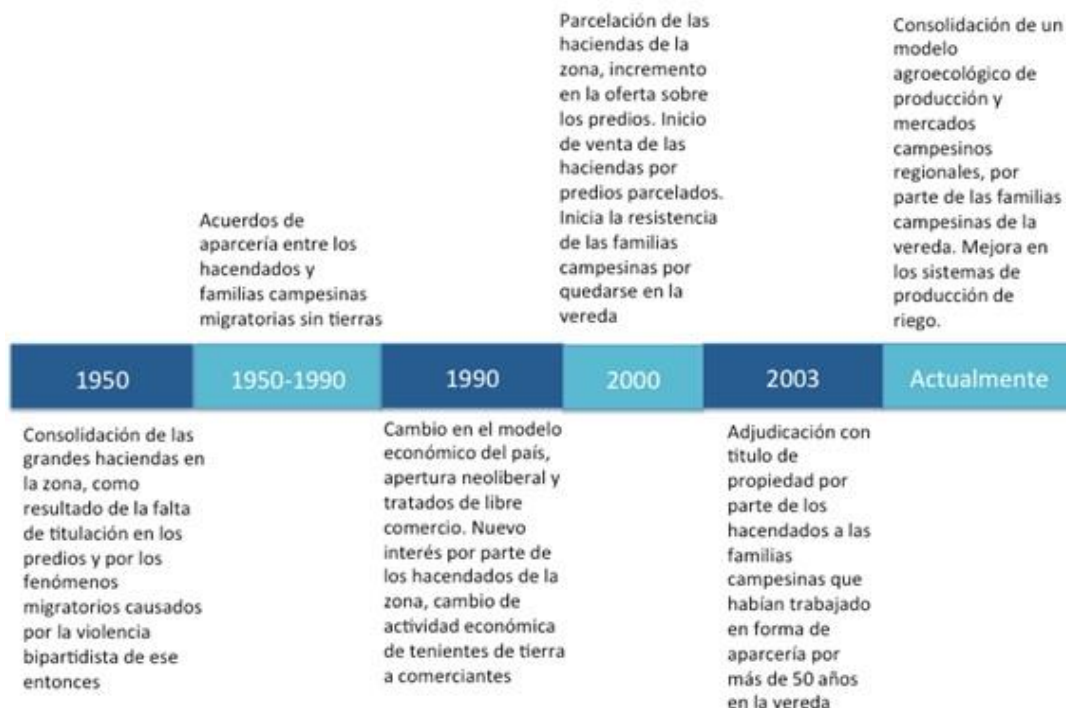 Acuerdos de
aparcería entre los
hacendados y
familias campesinas
migratorias sin tierras
Parcelación de las
haciendas de la
zona, incremento
en la oferta sobre
los predios. Inicio
de venta de las
haciendas por
predios parcelados.
Inicia la resistencia
de las familias
campesinas por
quedarse en la
vereda
Consolidación de un
modelo
agroecológico de
producción y
mercados
campesinos
regionales, por
parte de las familias
campesinas de la
vereda. Mejora en
los sistemas de
producción de
riego.
1950
1950-1990
1990
2000
2003
Actualmente
Consolidación de las
grandes haciendas en
la zona, como
resultado de la falta
de titulación en los
predios y por los
fenómenos
migratorios causados
por la violencia
bipartidista de ese
entonces
Cambio en el modelo
económico del país,
apertura neoliberal y
tratados de libre
comercio. Nuevo
interés por parte de
los hacendados de la
zona, cambio de
actividad económica
de tenientes de tierra
a comerciantes
Adjudicación con
titulo de
propiedad por
parte de los
hacendados a las
familias
campesinas que
habían trabajado
en forma de
aparcería por
más de 50 años
en la vereda